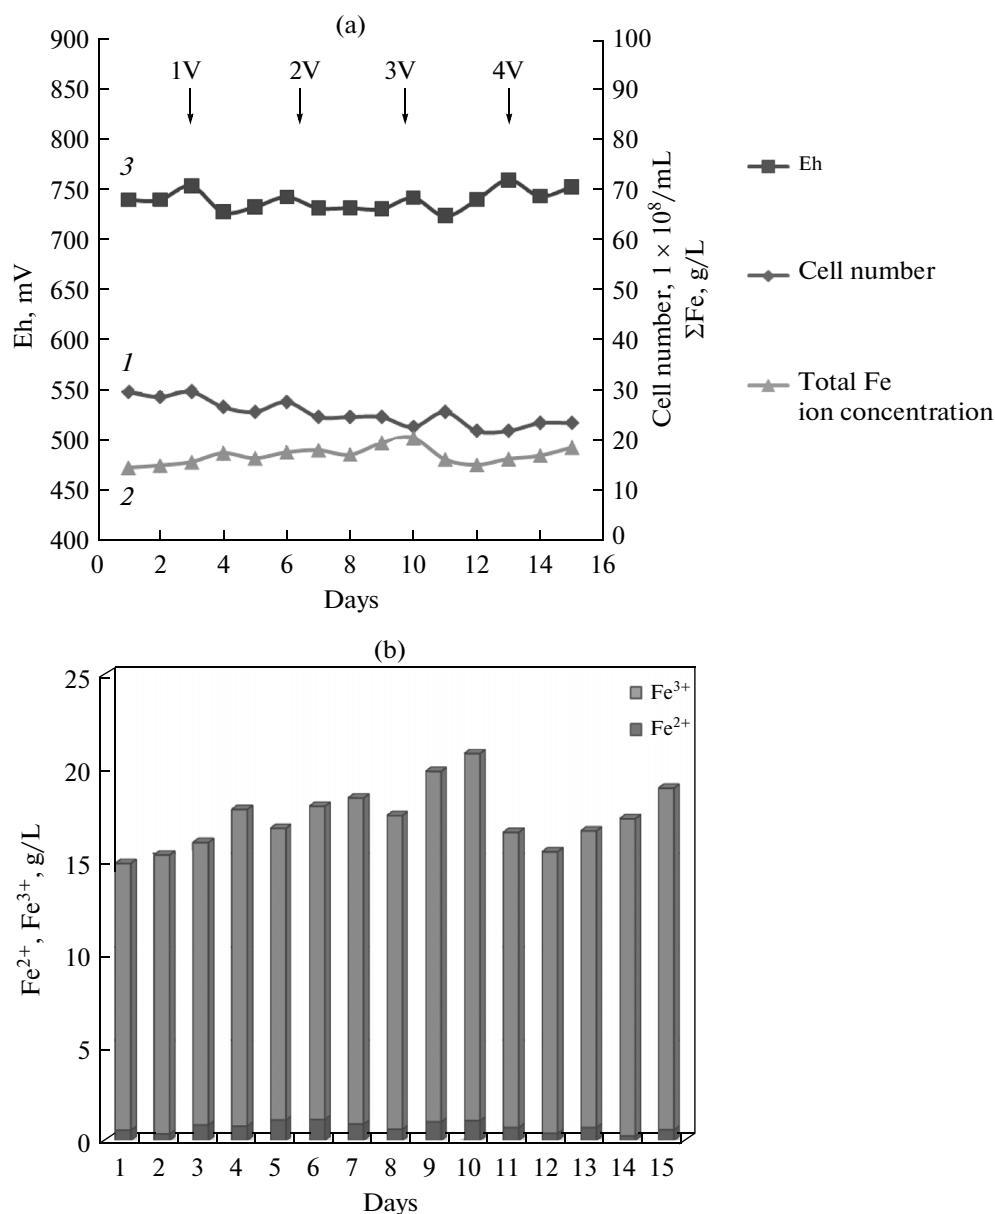 (a)
900
850
800
750
700
650
600
550
500
450
400
Eh, mV
1V 2V 3V 4V
3
1
2
100
90
80
70
60
50
40
30
20
10
0
Cell number, 1 × 10⁸/mL
ΣFe, g/L
0 2 4 6 8 10 12 14 16
Days
Eh
Cell number
Total Fe
ion concentration
(b)
25
20
15
10
5
0
Fe²⁺, Fe³⁺, g/L
Fe³⁺
Fe²⁺
1 2 3 4 5 6 7 8 9 10 11 12 13 14 15
Days